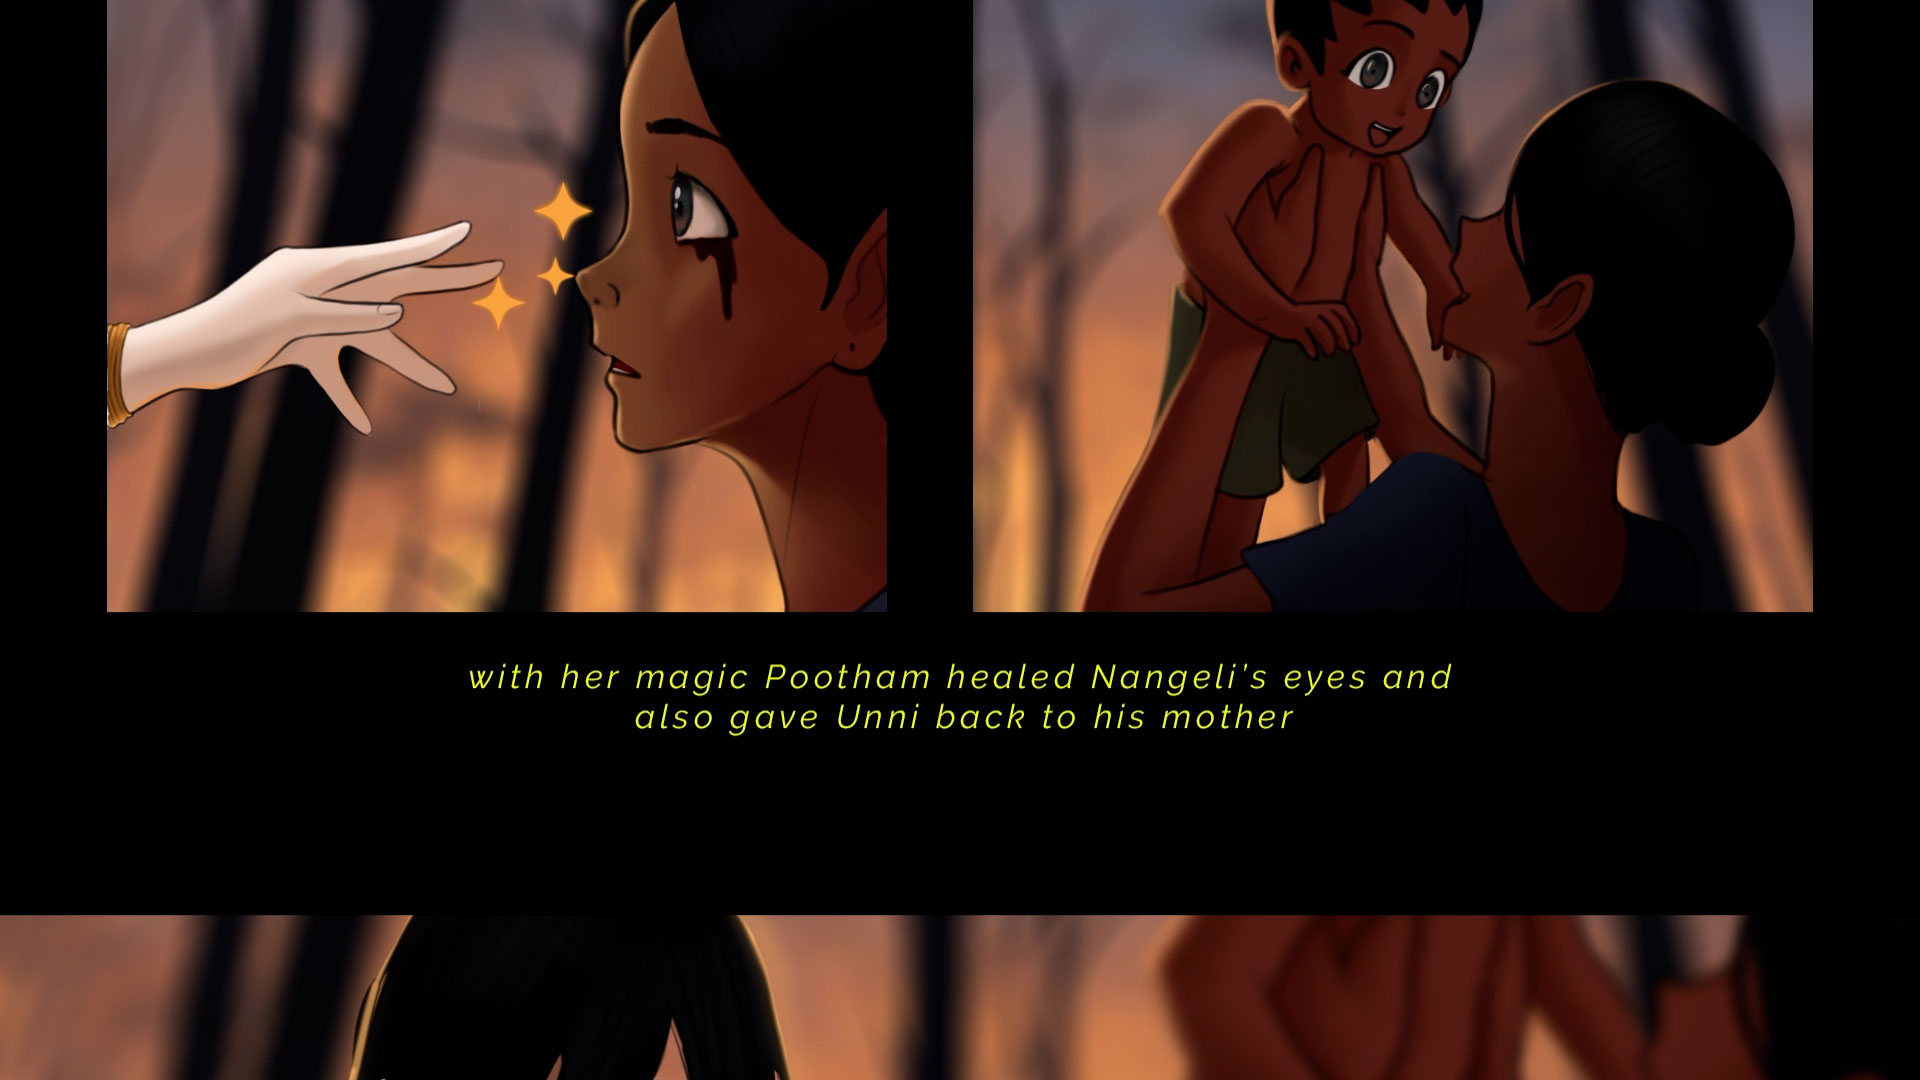 with her magic Pootham healed Nangeli’s eyes and
also gave Unni back to his mother